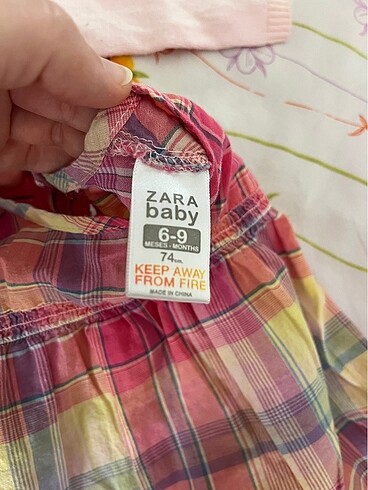 ZARA
baby
6-9
MESES - MONTHS
74cm.
KEEP AWAY
FROM FIRE
MADE IN CHINA